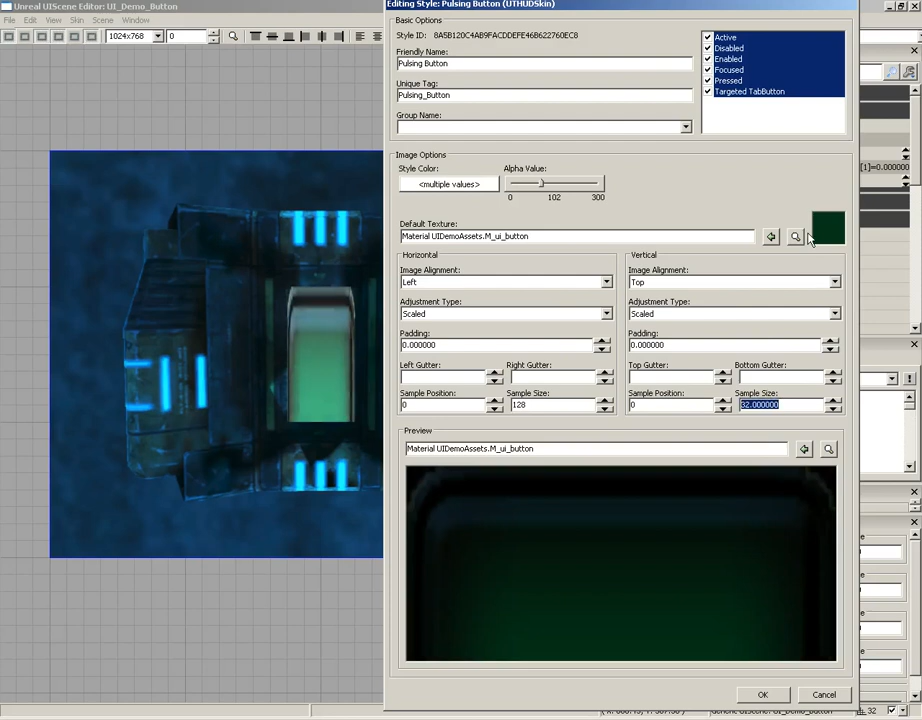 Unreal UIScene Editor: UI_Demo_Button
File View Skin Scene Window
1024x768 0
Editing Style: Pulsing Button (UTHUDSkin)
Basic Options
Style ID: 8A5B120C4AB9FACDDEFE46B622760EC8
Friendly Name:
Pulsing Button
Unique Tag:
Pulsing_Button
Group Name:
Active
Disabled
Enabled
Focused
Pressed
Targeted TabButton
Image Options
Style Color: Alpha Value:
<multiple values>
0 102 300
Default Texture:
Material UIDemoAssets.M_ui_button
Horizontal
Image Alignment:
Left
Adjustment Type:
Scaled
Padding:
0.000000
Left Gutter: Right Gutter:
Sample Position: Sample Size:
0 128
Vertical
Image Alignment:
Top
Adjustment Type:
Scaled
Padding:
0.000000
Top Gutter: Bottom Gutter:
Sample Position: Sample Size:
0 32.000000
Preview
Material UIDemoAssets.M_ui_button
OK Cancel
[1]=0.000000
32